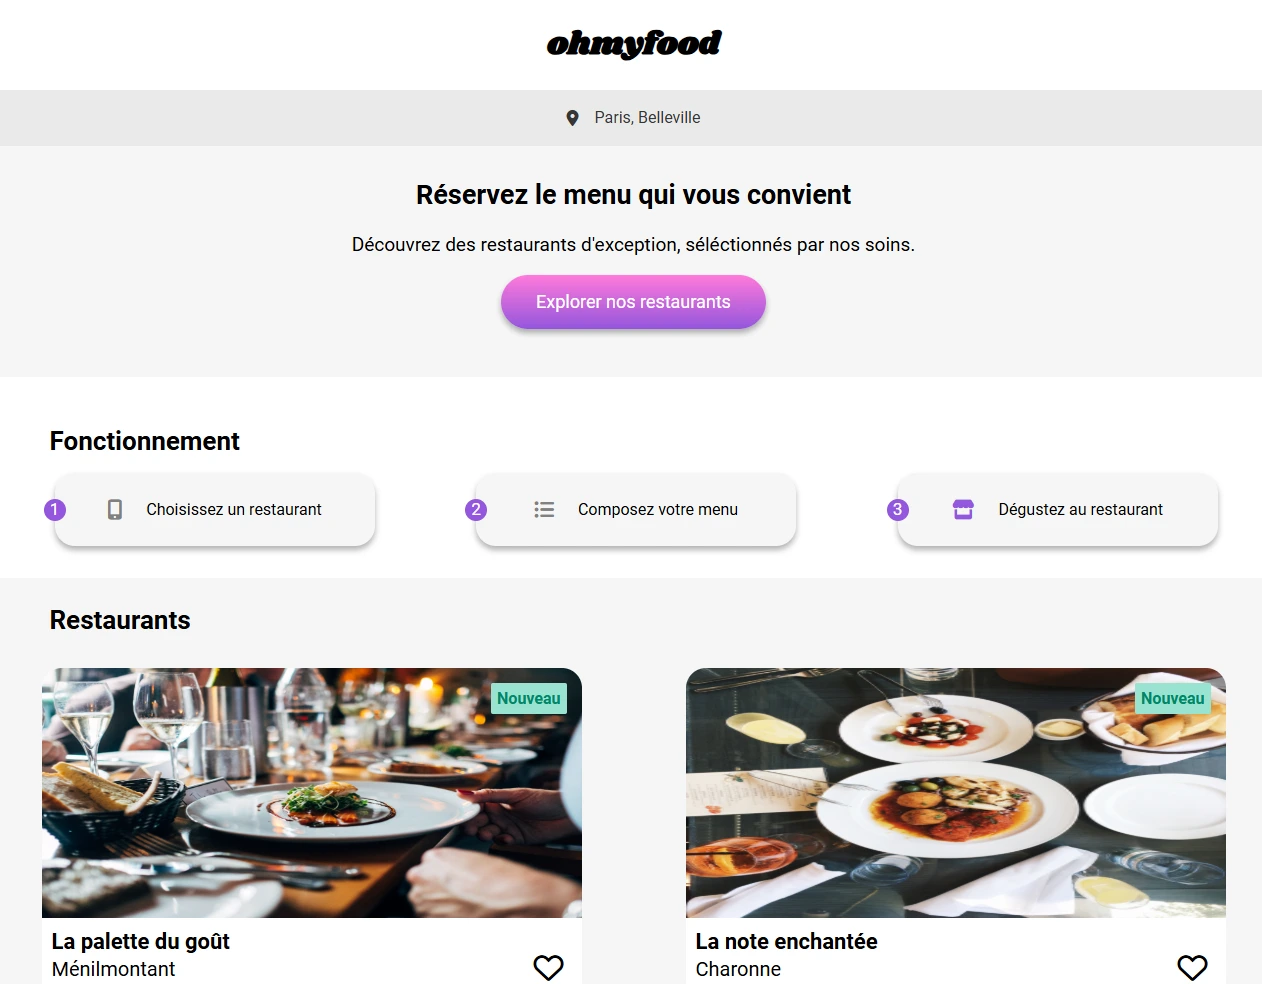 ohmyfood
Paris, Belleville
Réservez le menu qui vous convient
Découvrez des restaurants d'exception, séléctionnés par nos soins.
Explorer nos restaurants
Fonctionnement
1 Choisissez un restaurant
2 Composez votre menu
3 Dégustez au restaurant
Restaurants
Nouveau
Nouveau
La palette du goût
Ménilmontant
La note enchantée
Charonne